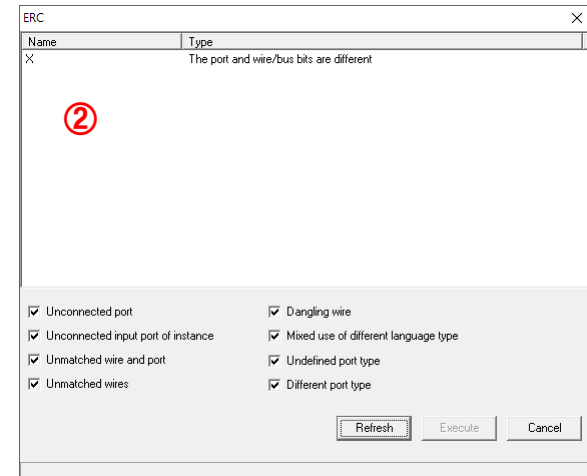 ERC
Name Type
X The port and wire/bus bits are different
②
Unconnected port Dangling wire
Unconnected input port of instance Mixed use of different language type
Unmatched wire and port Undefined port type
Unmatched wires Different port type
Refresh Execute Cancel